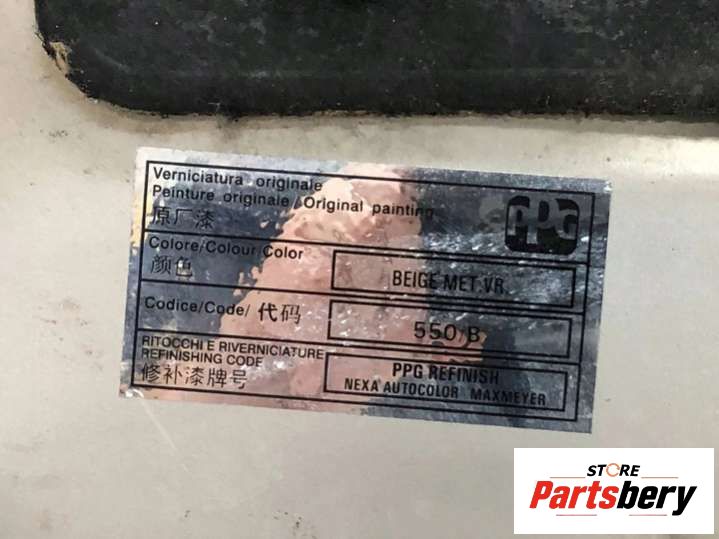 Verniciatura originale
Peinture originale/Original painting
原厂漆
PPG
Colore/Colour/Color
颜色
BEIGE MET.VR.
Codice/Code/代码
550/B
RITOCCHI E RIVERNICIATURE
REFINISHING CODE
修补漆牌号
PPG REFINISH
NEXA AUTOCOLOR MAXMEYER
STORE
Partsbery